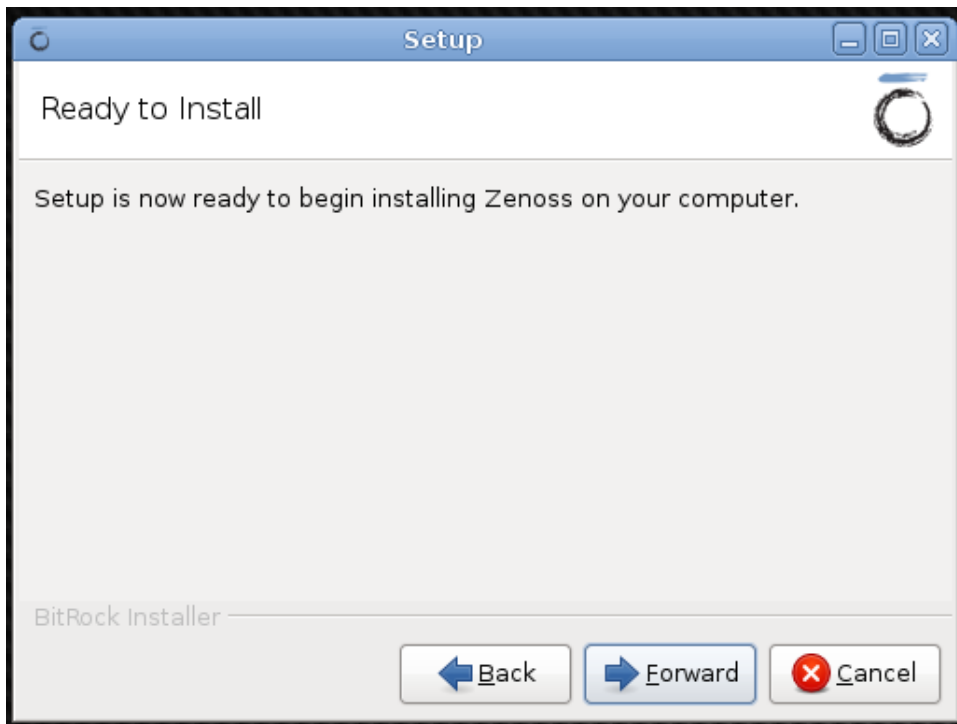 Setup
Ready to Install
Setup is now ready to begin installing Zenoss on your computer.
BitRock Installer
Back
Forward
Cancel